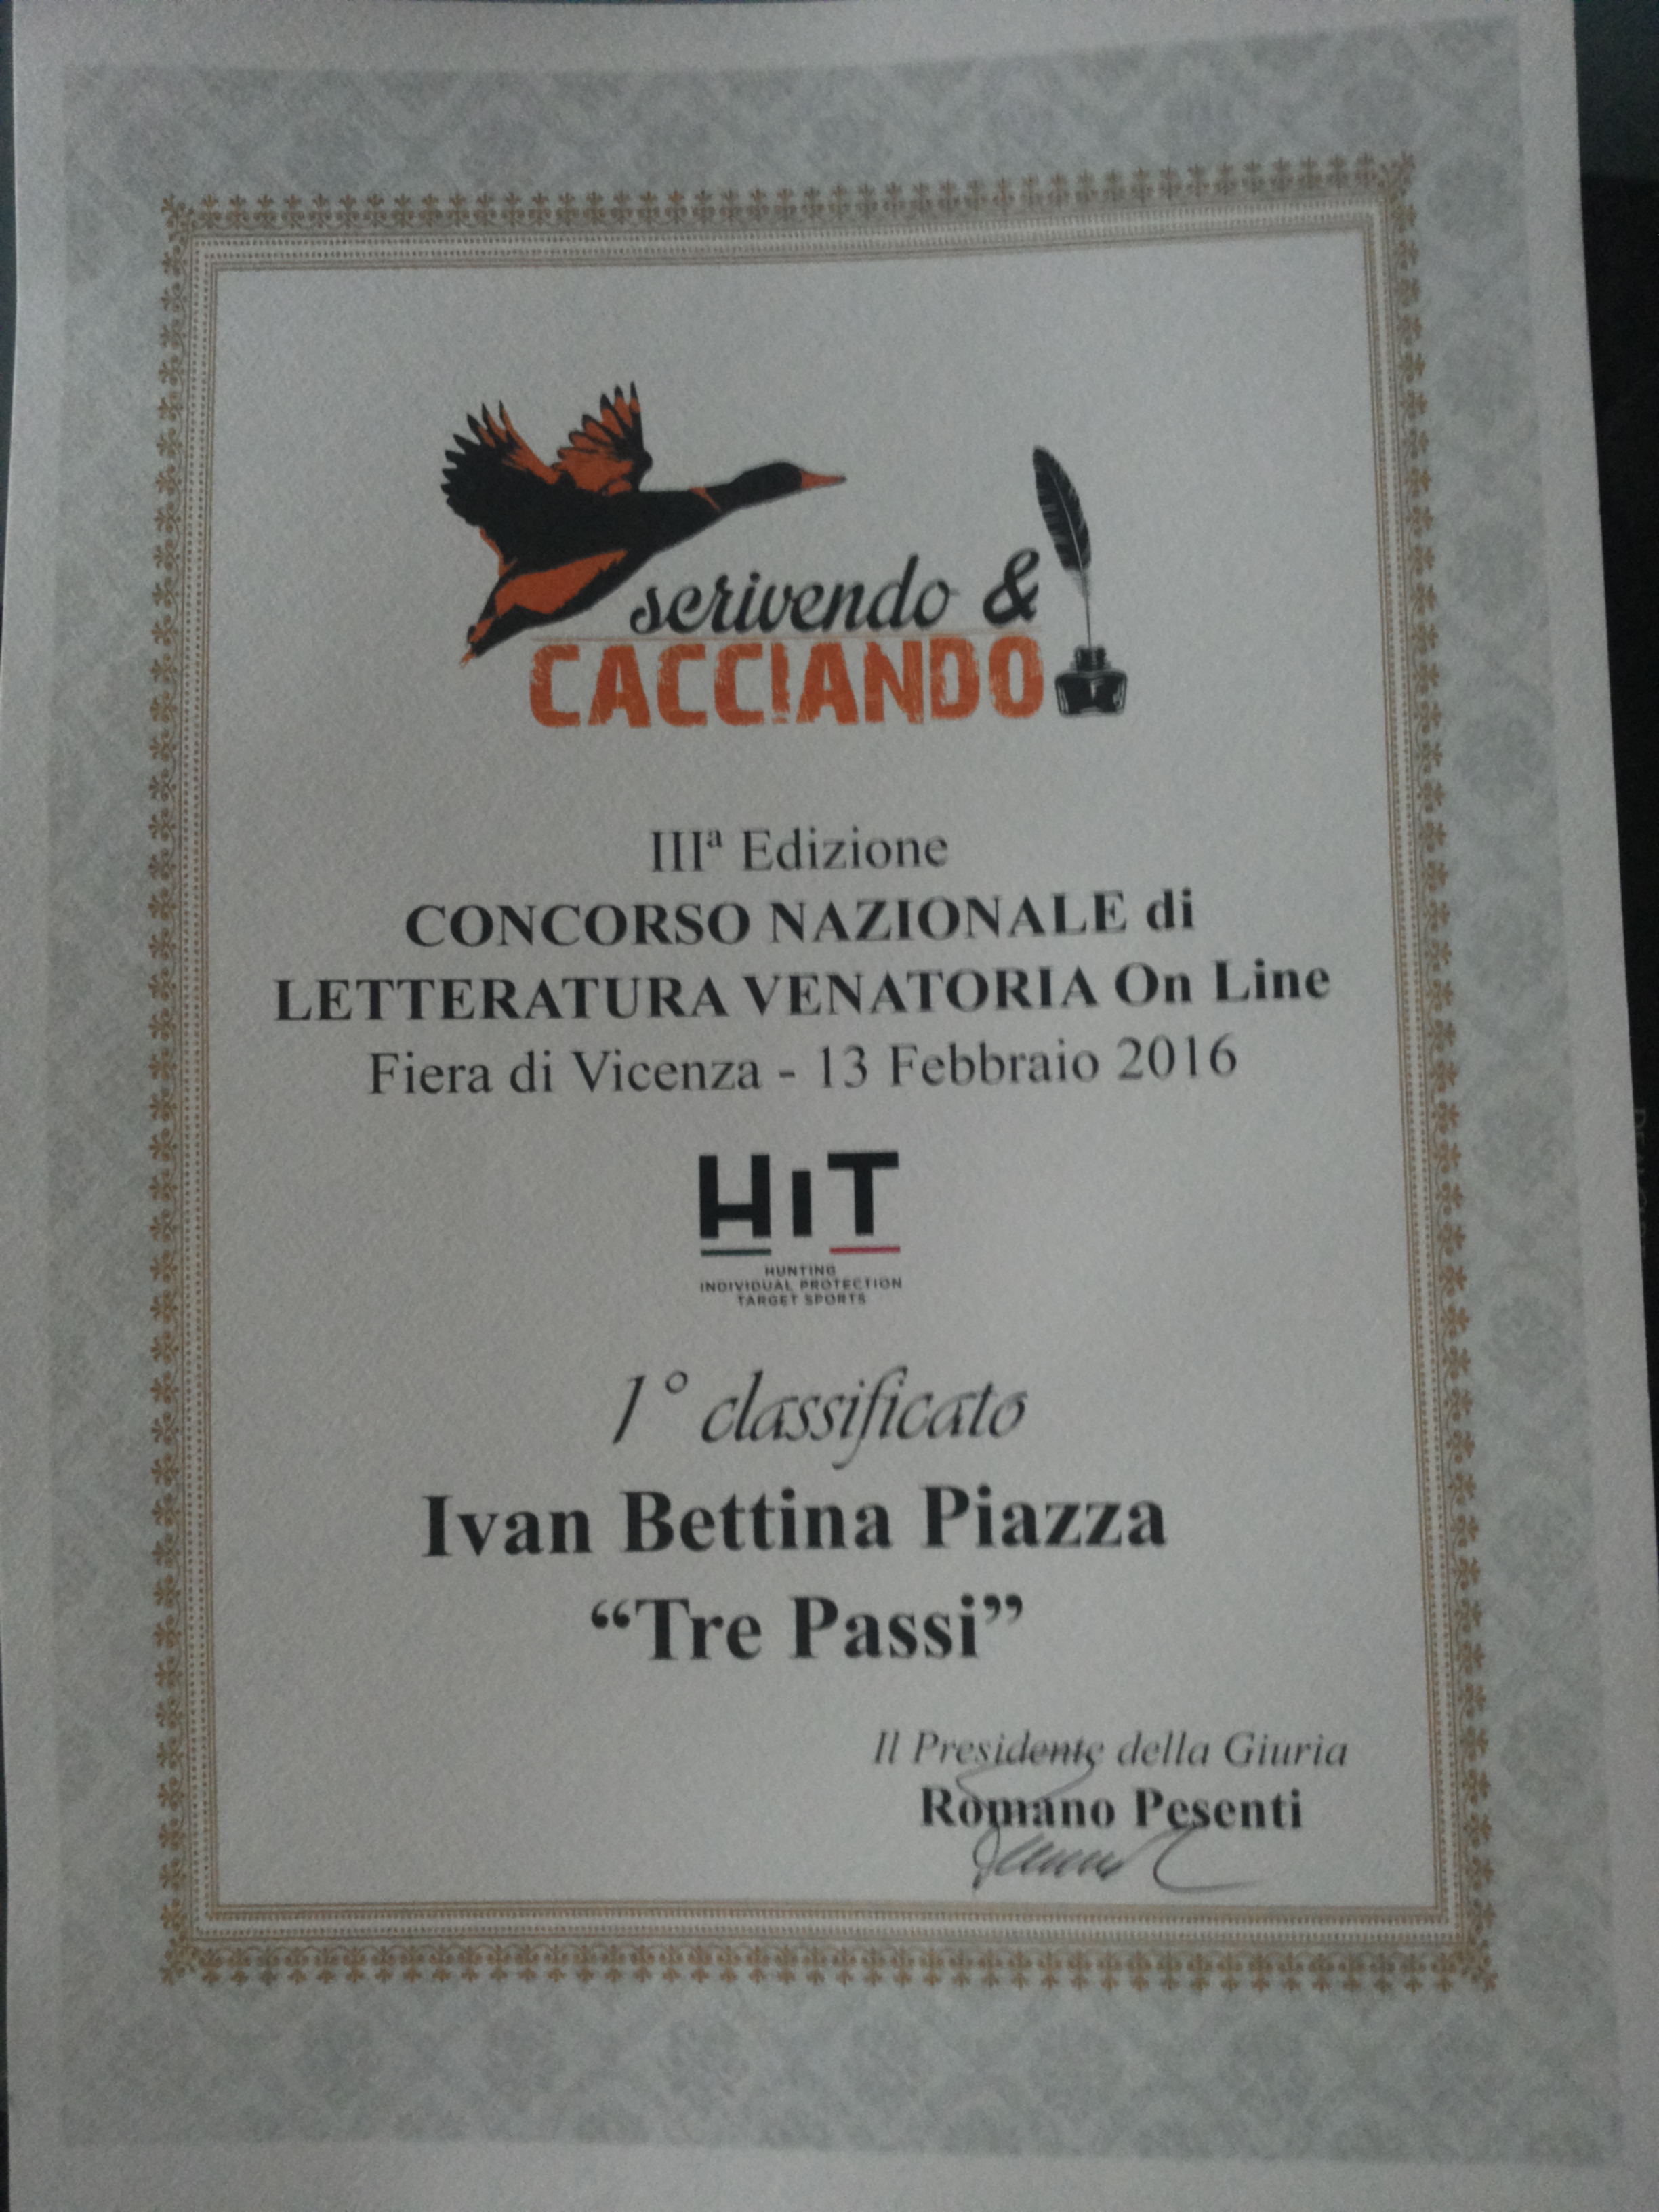 scrivendo &
CACCIANDO
IIIª Edizione
CONCORSO NAZIONALE di
LETTERATURA VENATORIA On Line
Fiera di Vicenza - 13 Febbraio 2016
HIT
HUNTING
INDIVIDUAL PROTECTION
TARGET SPORTS
1° classificato
Ivan Bettina Piazza
“Tre Passi”
Il Presidente della Giuria
Romano Pesenti